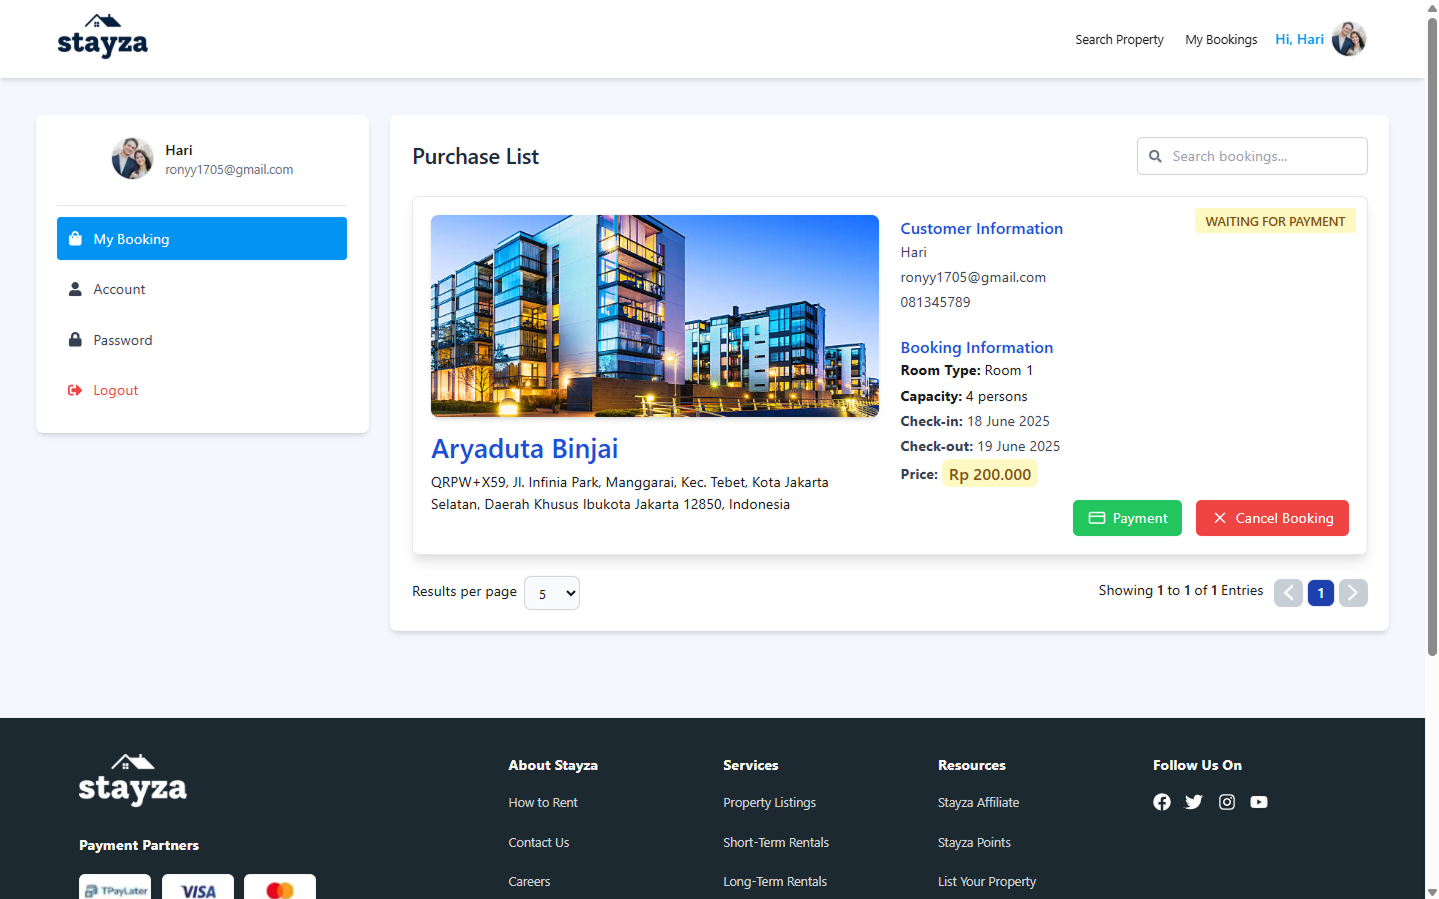 stayza
Search Property
My Bookings
Hi, Hari
Hari
ronyy1705@gmail.com
My Booking
Account
Password
Logout
Purchase List
Search bookings...
WAITING FOR PAYMENT
Aryaduta Binjai
QRPW+X59, Jl. Infinia Park, Manggarai, Kec. Tebet, Kota Jakarta
Selatan, Daerah Khusus Ibukota Jakarta 12850, Indonesia
Customer Information
Hari
ronyy1705@gmail.com
081345789
Booking Information
Room Type: Room 1
Capacity: 4 persons
Check-in: 18 June 2025
Check-out: 19 June 2025
Price: Rp 200.000
Payment
Cancel Booking
Results per page 5
Showing 1 to 1 of 1 Entries
1
stayza
Payment Partners
TPayLater
VISA
About Stayza
How to Rent
Contact Us
Careers
Services
Property Listings
Short-Term Rentals
Long-Term Rentals
Resources
Stayza Affiliate
Stayza Points
List Your Property
Follow Us On